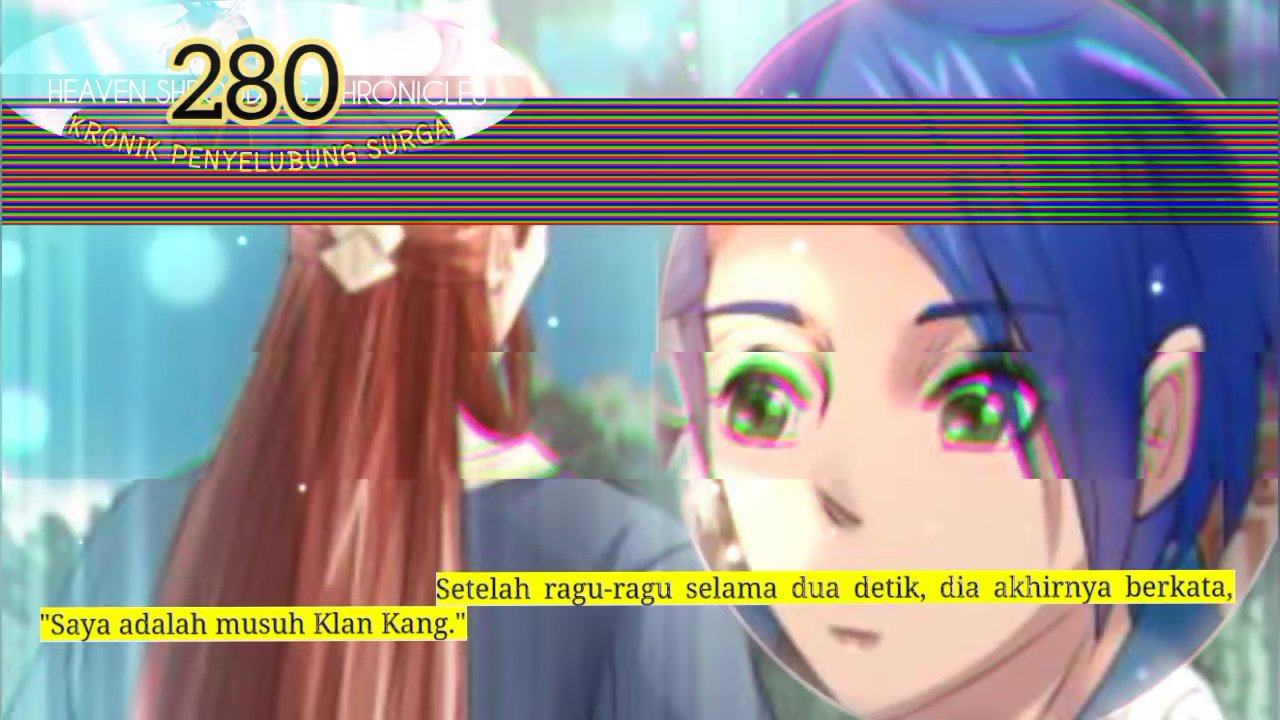 280
HEAVEN SHROUDING CHRONICLES
KRONIK PENYELUBUNG SURGA
Setelah ragu-ragu selama dua detik, dia akhirnya berkata,
"Saya adalah musuh Klan Kang."